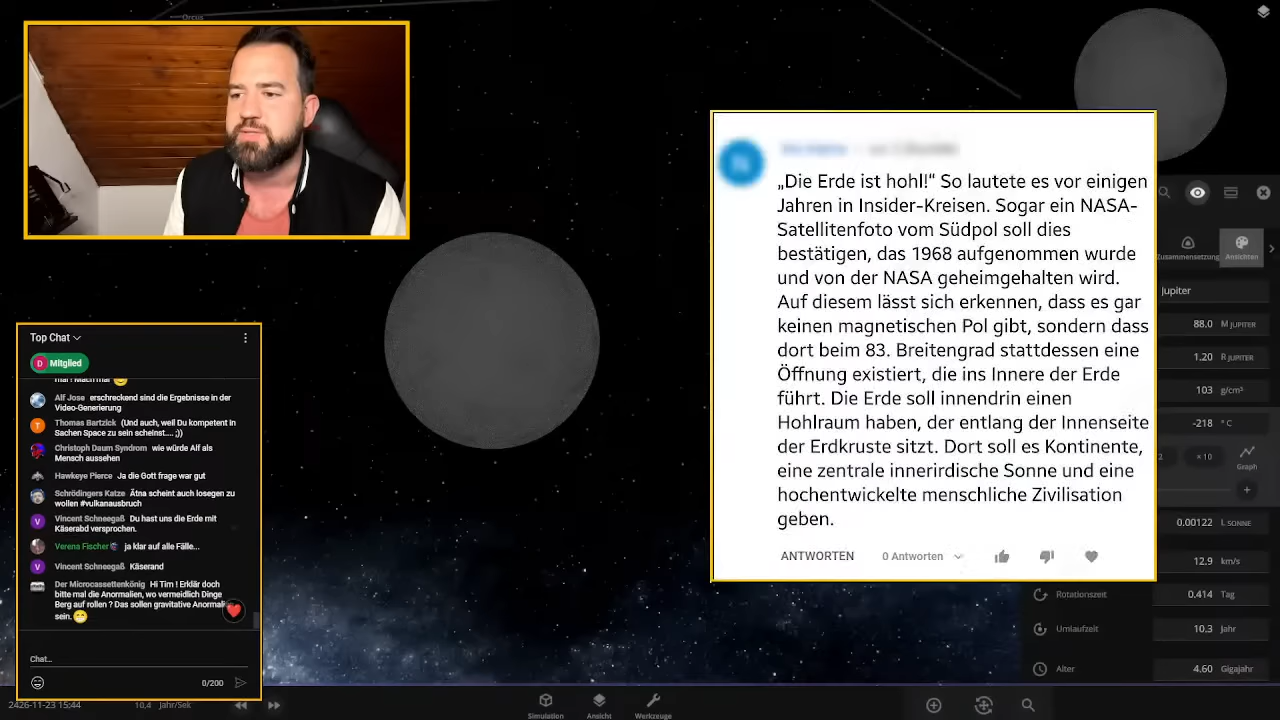 Orcus
„Die Erde ist hohl!“ So lautete es vor einigen
Jahren in Insider-Kreisen. Sogar ein NASA-
Satellitenfoto vom Südpol soll dies
bestätigen, das 1968 aufgenommen wurde
und von der NASA geheimgehalten wird.
Auf diesem lässt sich erkennen, dass es gar
keinen magnetischen Pol gibt, sondern dass
dort beim 83. Breitengrad stattdessen eine
Öffnung existiert, die ins Innere der Erde
führt. Die Erde soll innendrin einen
Hohlraum haben, der entlang der Innenseite
der Erdkruste sitzt. Dort soll es Kontinente,
eine zentrale innerirdische Sonne und eine
hochentwickelte menschliche Zivilisation
geben.
ANTWORTEN 0 Antworten
Top Chat
D Mitglied
Alf Jose erschreckend sind die Ergebnisse in der
Video-Generierung
T Thomas Bartzick (Und auch, weil Du kompetent in
Sachen Space zu sein scheinst.... ;))
Christoph Daum Syndrom wie würde Alf als
Mensch aussehen
Hawkeye Pierce Ja die Gott frage war gut
Schrödingers Katze Ätna scheint auch losegen zu
wollen #vulkanausbruch
V Vincent Schneegaß Du hast uns die Erde mit
Käserabd versprochen.
Verena Fischer ja klar auf alle Fälle...
V Vincent Schneegaß Käserand
Der Microcassettenkönig Hi Tim ! Erklär doch
bitte mal die Anormalien, wo vermeidlich Dinge
Berg auf rollen ? Das sollen gravitative Anormali
sein.
Chat...
0/200
Zusammensetzung Ansichten
Jupiter
88.0 M JUPITER
1.20 R JUPITER
103 g/cm³
-218 °C
× 10 Graph
0.00122 L SONNE
12.9 km/s
Rotationszeit 0.414 Tag
Umlaufzeit 10.3 Jahr
Alter 4.60 Gigajahr
2426-11-23 15:44 10,4 Jahr/Sek
Simulation Ansicht Werkzeuge